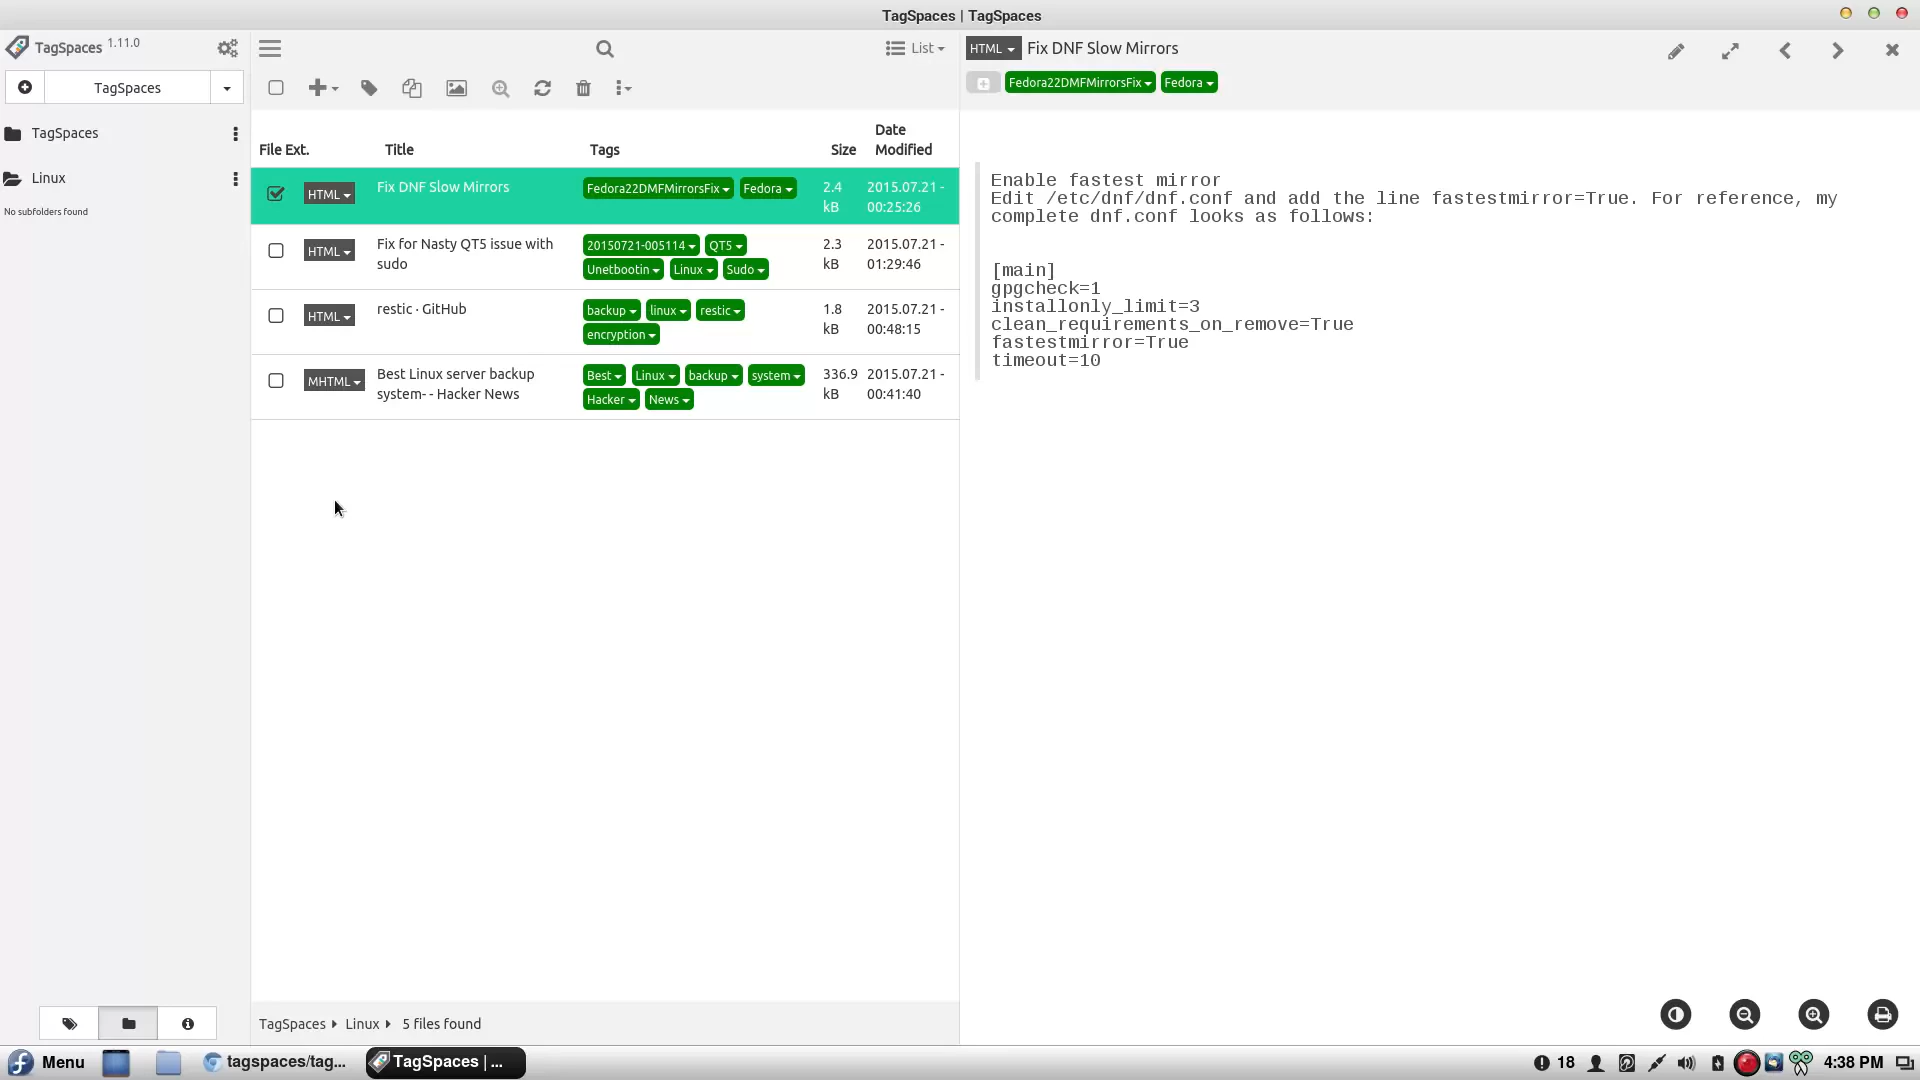 TagSpaces | TagSpaces
TagSpaces 1.11.0
TagSpaces
TagSpaces
Linux
No subfolders found
List
File Ext. Title Tags Size Date Modified
HTML Fix DNF Slow Mirrors Fedora22DMFMirrorsFix Fedora 2.4 kB 2015.07.21 - 00:25:26
HTML Fix for Nasty QT5 issue with sudo 20150721-005114 QT5 Unetbootin Linux Sudo 2.3 kB 2015.07.21 - 01:29:46
HTML restic · GitHub backup linux restic encryption 1.8 kB 2015.07.21 - 00:48:15
MHTML Best Linux server backup system- - Hacker News Best Linux backup system Hacker News 336.9 kB 2015.07.21 - 00:41:40
TagSpaces Linux 5 files found
HTML Fix DNF Slow Mirrors
Fedora22DMFMirrorsFix Fedora
Enable fastest mirror
Edit /etc/dnf/dnf.conf and add the line fastestmirror=True. For reference, my
complete dnf.conf looks as follows:
[main]
gpgcheck=1
installonly_limit=3
clean_requirements_on_remove=True
fastestmirror=True
timeout=10
Menu tagspaces/tag... TagSpaces | ... 18 4:38 PM